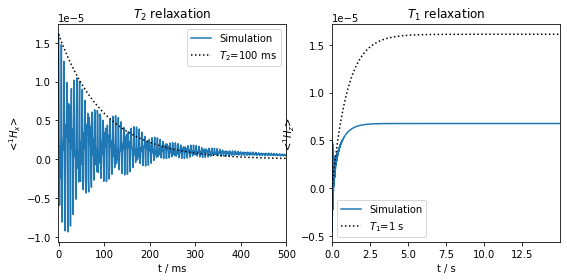 T₂ relaxation
1e−5
Simulation
T₂=100 ms
<¹Hₓ>
1.5
1.0
0.5
0.0
−0.5
−1.0
0 100 200 300 400 500
t / ms
T₁ relaxation
1e−5
<¹H_z>
1.5
1.0
0.5
0.0
−0.5
Simulation
T₁=1 s
0.0 2.5 5.0 7.5 10.0 12.5
t / s